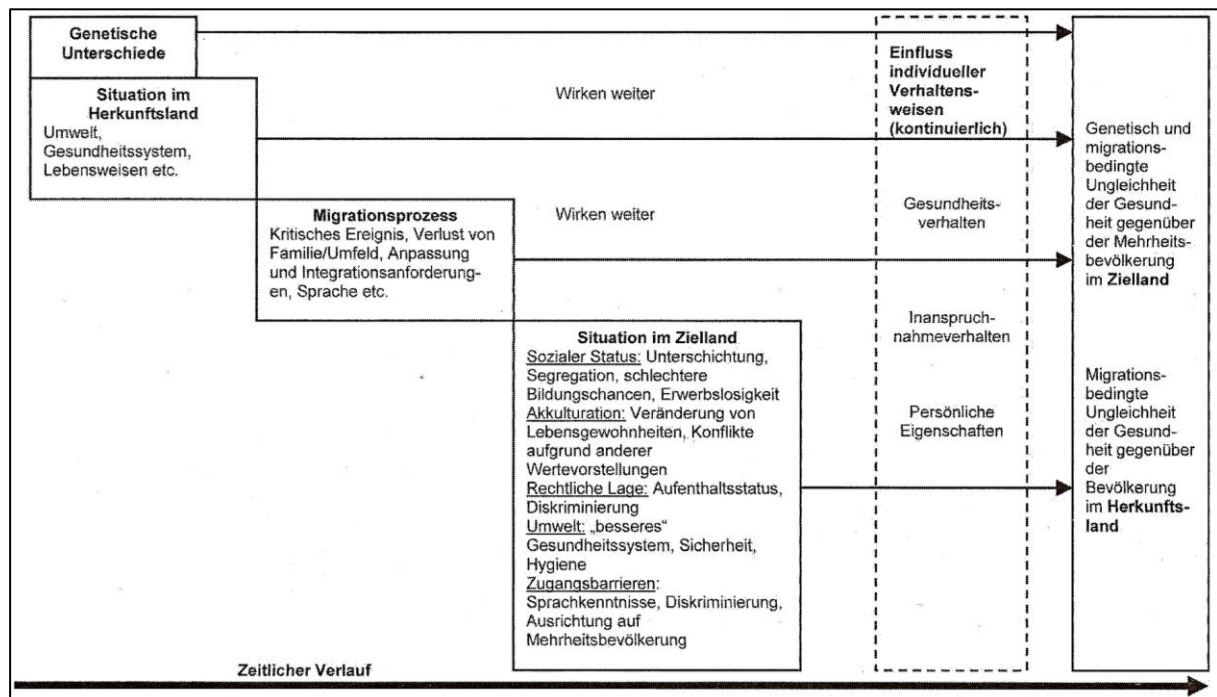 Genetische
Unterschiede
Situation im
Herkunftsland
Umwelt,
Gesundheitssystem,
Lebensweisen etc.
Wirken weiter
Migrationsprozess
Kritisches Ereignis, Verlust von
Familie/Umfeld, Anpassung
und Integrationsanforderung-
en, Sprache etc.
Wirken weiter
Situation im Zielland
Sozialer Status: Unterschichtung,
Segregation, schlechtere
Bildungschancen, Erwerbslosigkeit
Akkulturation: Veränderung von
Lebensgewohnheiten, Konflikte
aufgrund anderer
Wertevorstellungen
Rechtliche Lage: Aufenthaltsstatus,
Diskriminierung
Umwelt: „besseres“
Gesundheitssystem, Sicherheit,
Hygiene
Zugangsbarrieren:
Sprachkenntnisse, Diskriminierung,
Ausrichtung auf
Mehrheitsbevölkerung
Einfluss
individueller
Verhaltens-
weisen
(kontinuierlich)
Gesundheits-
verhalten
Inanspruch-
nahmeverhalten
Persönliche
Eigenschaften
Genetisch und
migrations-
bedingte
Ungleichheit
der Gesund-
heit gegenüber
der Mehrheits-
bevölkerung
im Zielland
Migrations-
bedingte
Ungleichheit
der Gesund-
heit gegenüber
der
Bevölkerung
im Herkunfts-
land
Zeitlicher Verlauf